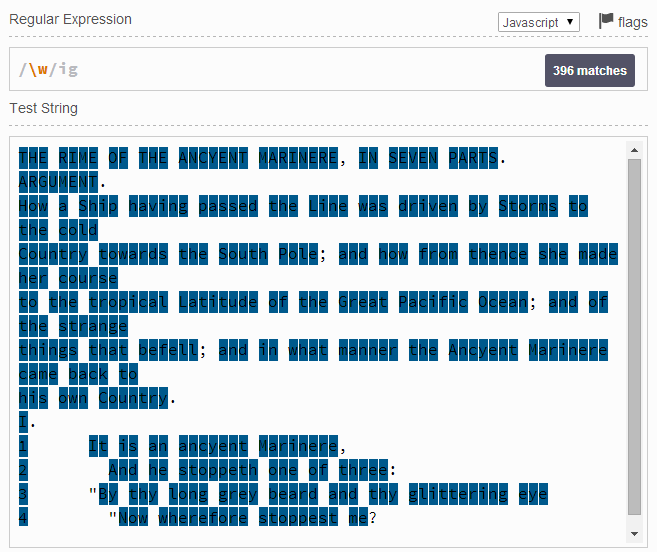 Regular Expression
Javascript ▼ flags
/\w/ig
396 matches
Test String
THE RIME OF THE ANCYENT MARINERE, IN SEVEN PARTS.
ARGUMENT.
How a Ship having passed the Line was driven by Storms to
the cold
Country towards the South Pole; and how from thence she made
her course
to the tropical Latitude of the Great Pacific Ocean; and of
the strange
things that befell; and in what manner the Ancyent Marinere
came back to
his own Country.
I.
1 It is an ancyent Marinere,
2 And he stoppeth one of three:
3 "By thy long grey beard and thy glittering eye
4 "Now wherefore stoppest me?